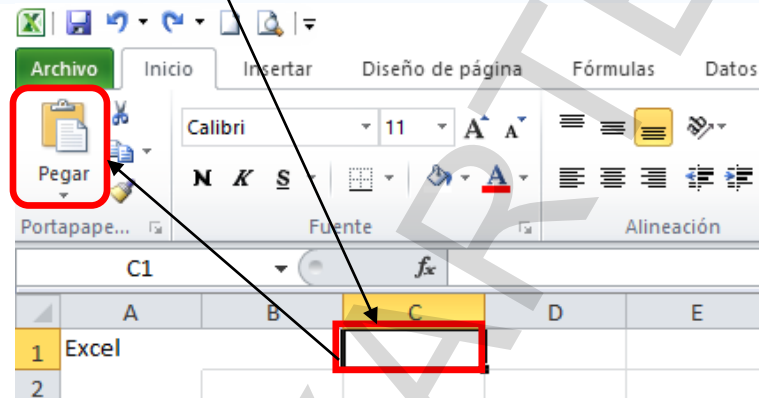 Archivo Inicio Insertar Diseño de página Fórmulas Datos
Calibri 11 A A
Pegar N K S A
Portapape... Fuente Alineación
C1 fx
A B C D E
1 Excel
2
ARTE